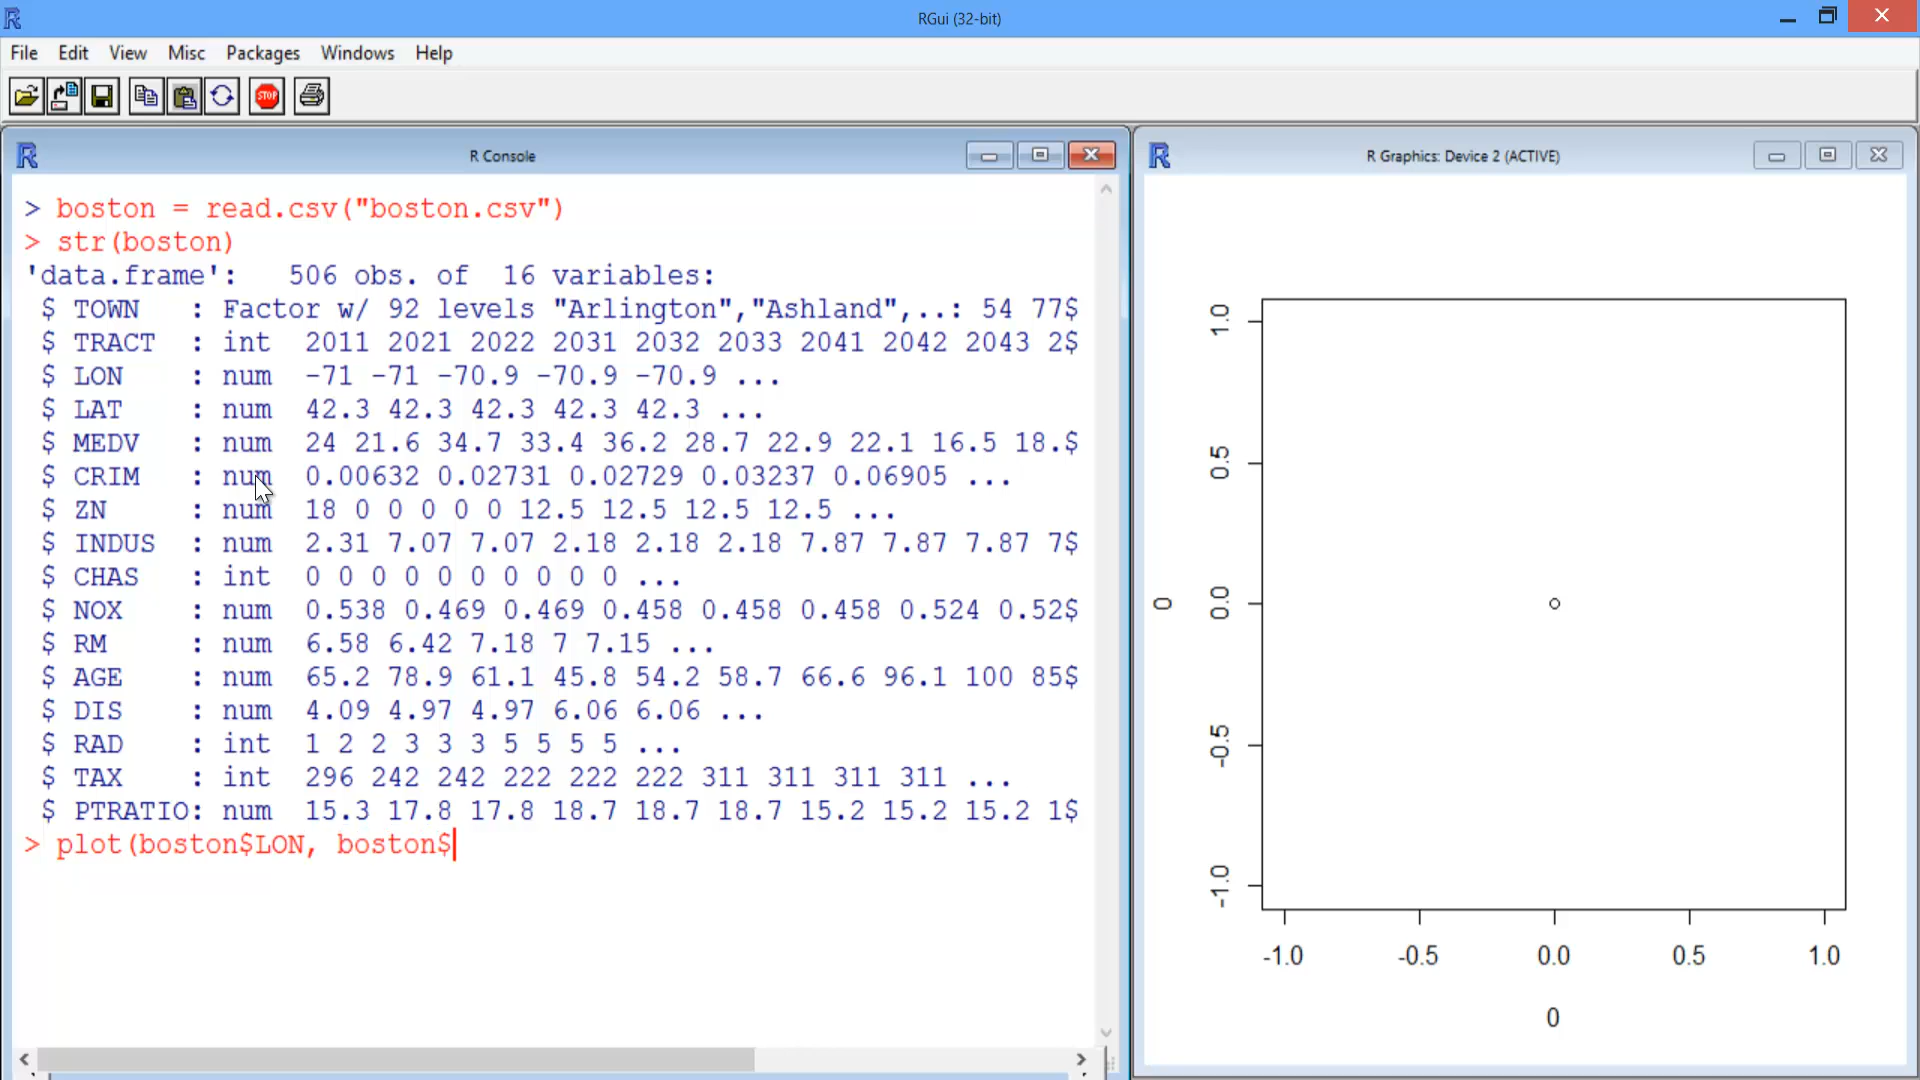 RGui (32-bit)
File Edit View Misc Packages Windows Help
STOP
R Console
> boston = read.csv("boston.csv")
> str(boston)
'data.frame':   506 obs. of  16 variables:
 $ TOWN   : Factor w/ 92 levels "Arlington","Ashland",..: 54 77$
 $ TRACT  : int  2011 2021 2022 2031 2032 2033 2041 2042 2043 2$
 $ LON    : num  -71 -71 -70.9 -70.9 -70.9 ...
 $ LAT    : num  42.3 42.3 42.3 42.3 42.3 ...
 $ MEDV   : num  24 21.6 34.7 33.4 36.2 28.7 22.9 22.1 16.5 18.$
 $ CRIM   : num  0.00632 0.02731 0.02729 0.03237 0.06905 ...
 $ ZN     : num  18 0 0 0 0 0 12.5 12.5 12.5 12.5 ...
 $ INDUS  : num  2.31 7.07 7.07 2.18 2.18 2.18 7.87 7.87 7.87 7$
 $ CHAS   : int  0 0 0 0 0 0 0 0 0 0 ...
 $ NOX    : num  0.538 0.469 0.469 0.458 0.458 0.458 0.524 0.52$
 $ RM     : num  6.58 6.42 7.18 7 7.15 ...
 $ AGE    : num  65.2 78.9 61.1 45.8 54.2 58.7 66.6 96.1 100 85$
 $ DIS    : num  4.09 4.97 4.97 6.06 6.06 ...
 $ RAD    : int  1 2 2 3 3 3 5 5 5 5 ...
 $ TAX    : int  296 242 242 222 222 222 311 311 311 311 ...
 $ PTRATIO: num  15.3 17.8 17.8 18.7 18.7 18.7 15.2 15.2 15.2 1$
> plot(boston$LON, boston$
R Graphics: Device 2 (ACTIVE)
1.0
0.5
0.0
-0.5
-1.0
0
-1.0 -0.5 0.0 0.5 1.0
0